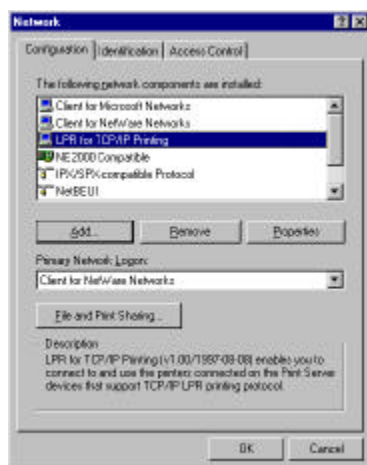 Network
Configuration Identification Access Control
The following network components are installed:
Client for Microsoft Networks
Client for NetWare Networks
LPR for TCP/IP Printing
NE2000 Compatible
IPX/SPX-compatible Protocol
NetBEUI
Add... Remove Properties
Primary Network Logon:
Client for NetWare Networks
File and Print Sharing...
Description
LPR for TCP/IP Printing (v1.00/1997-08-08) enables you to
connect to and use the printers connected on the Print Server
devices that support TCP/IP LPR printing protocol.
OK Cancel